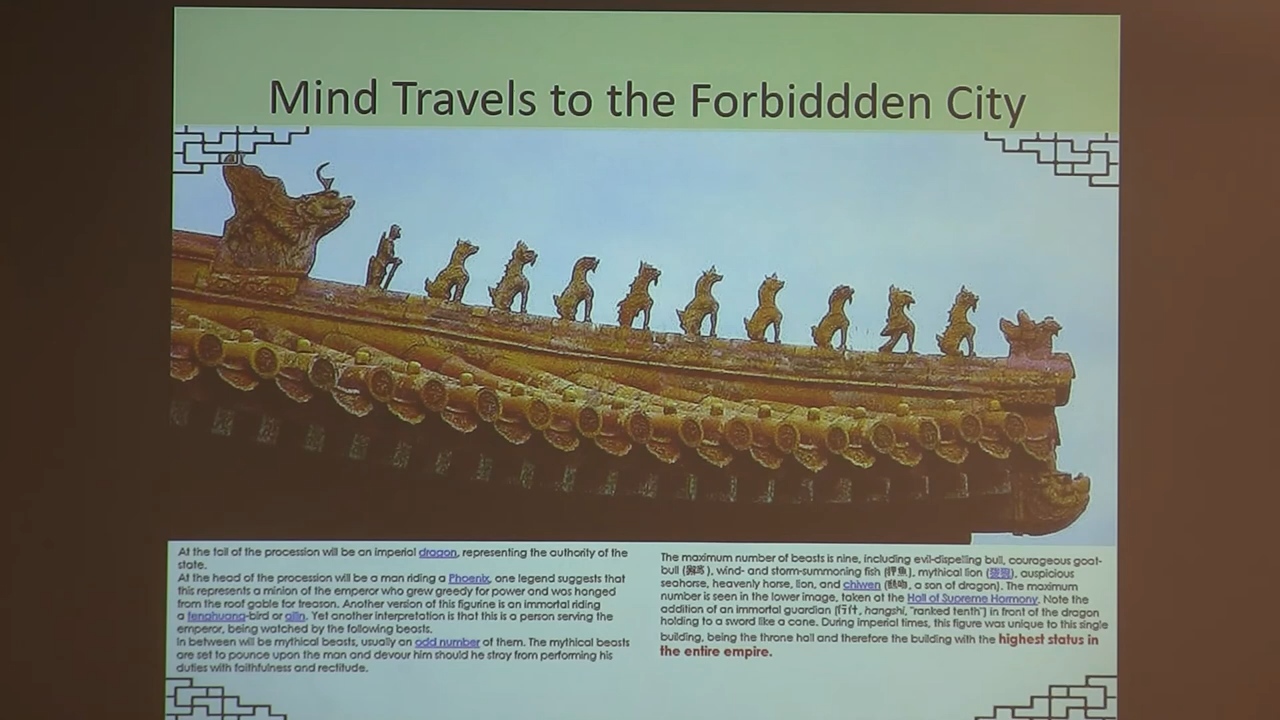 Mind Travels to the Forbiddden City
At the tail of the procession will be an imperial dragon, representing the authority of the
state.
At the head of the procession will be a man riding a Phoenix, one legend suggests that
this represents a minion of the emperor who grew greedy for power and was hanged
from the roof gable for treason. Another version of this figurine is an immortal riding
a fenghuang-bird or qilin. Yet another interpretation is that this is a person serving the
emperor, being watched by the following beasts.
In between will be mythical beasts, usually an odd number of them. The mythical beasts
are set to pounce upon the man and devour him should he stray from performing his
duties with faithfulness and rectitude.
The maximum number of beasts is nine, including evil-dispelling bull, courageous goat-
bull (獬豸), wind- and storm-summoning fish (押魚), mythical lion (狻猊), auspicious
seahorse, heavenly horse, lion, and chiwen (鴟吻, a son of dragon). The maximum
number is seen in the lower image, taken at the Hall of Supreme Harmony. Note the
addition of an immortal guardian (行什, hangshi, "ranked tenth") in front of the dragon
holding to a sword like a cane. During imperial times, this figure was unique to this single
building, being the throne hall and therefore the building with the highest status in
the entire empire.